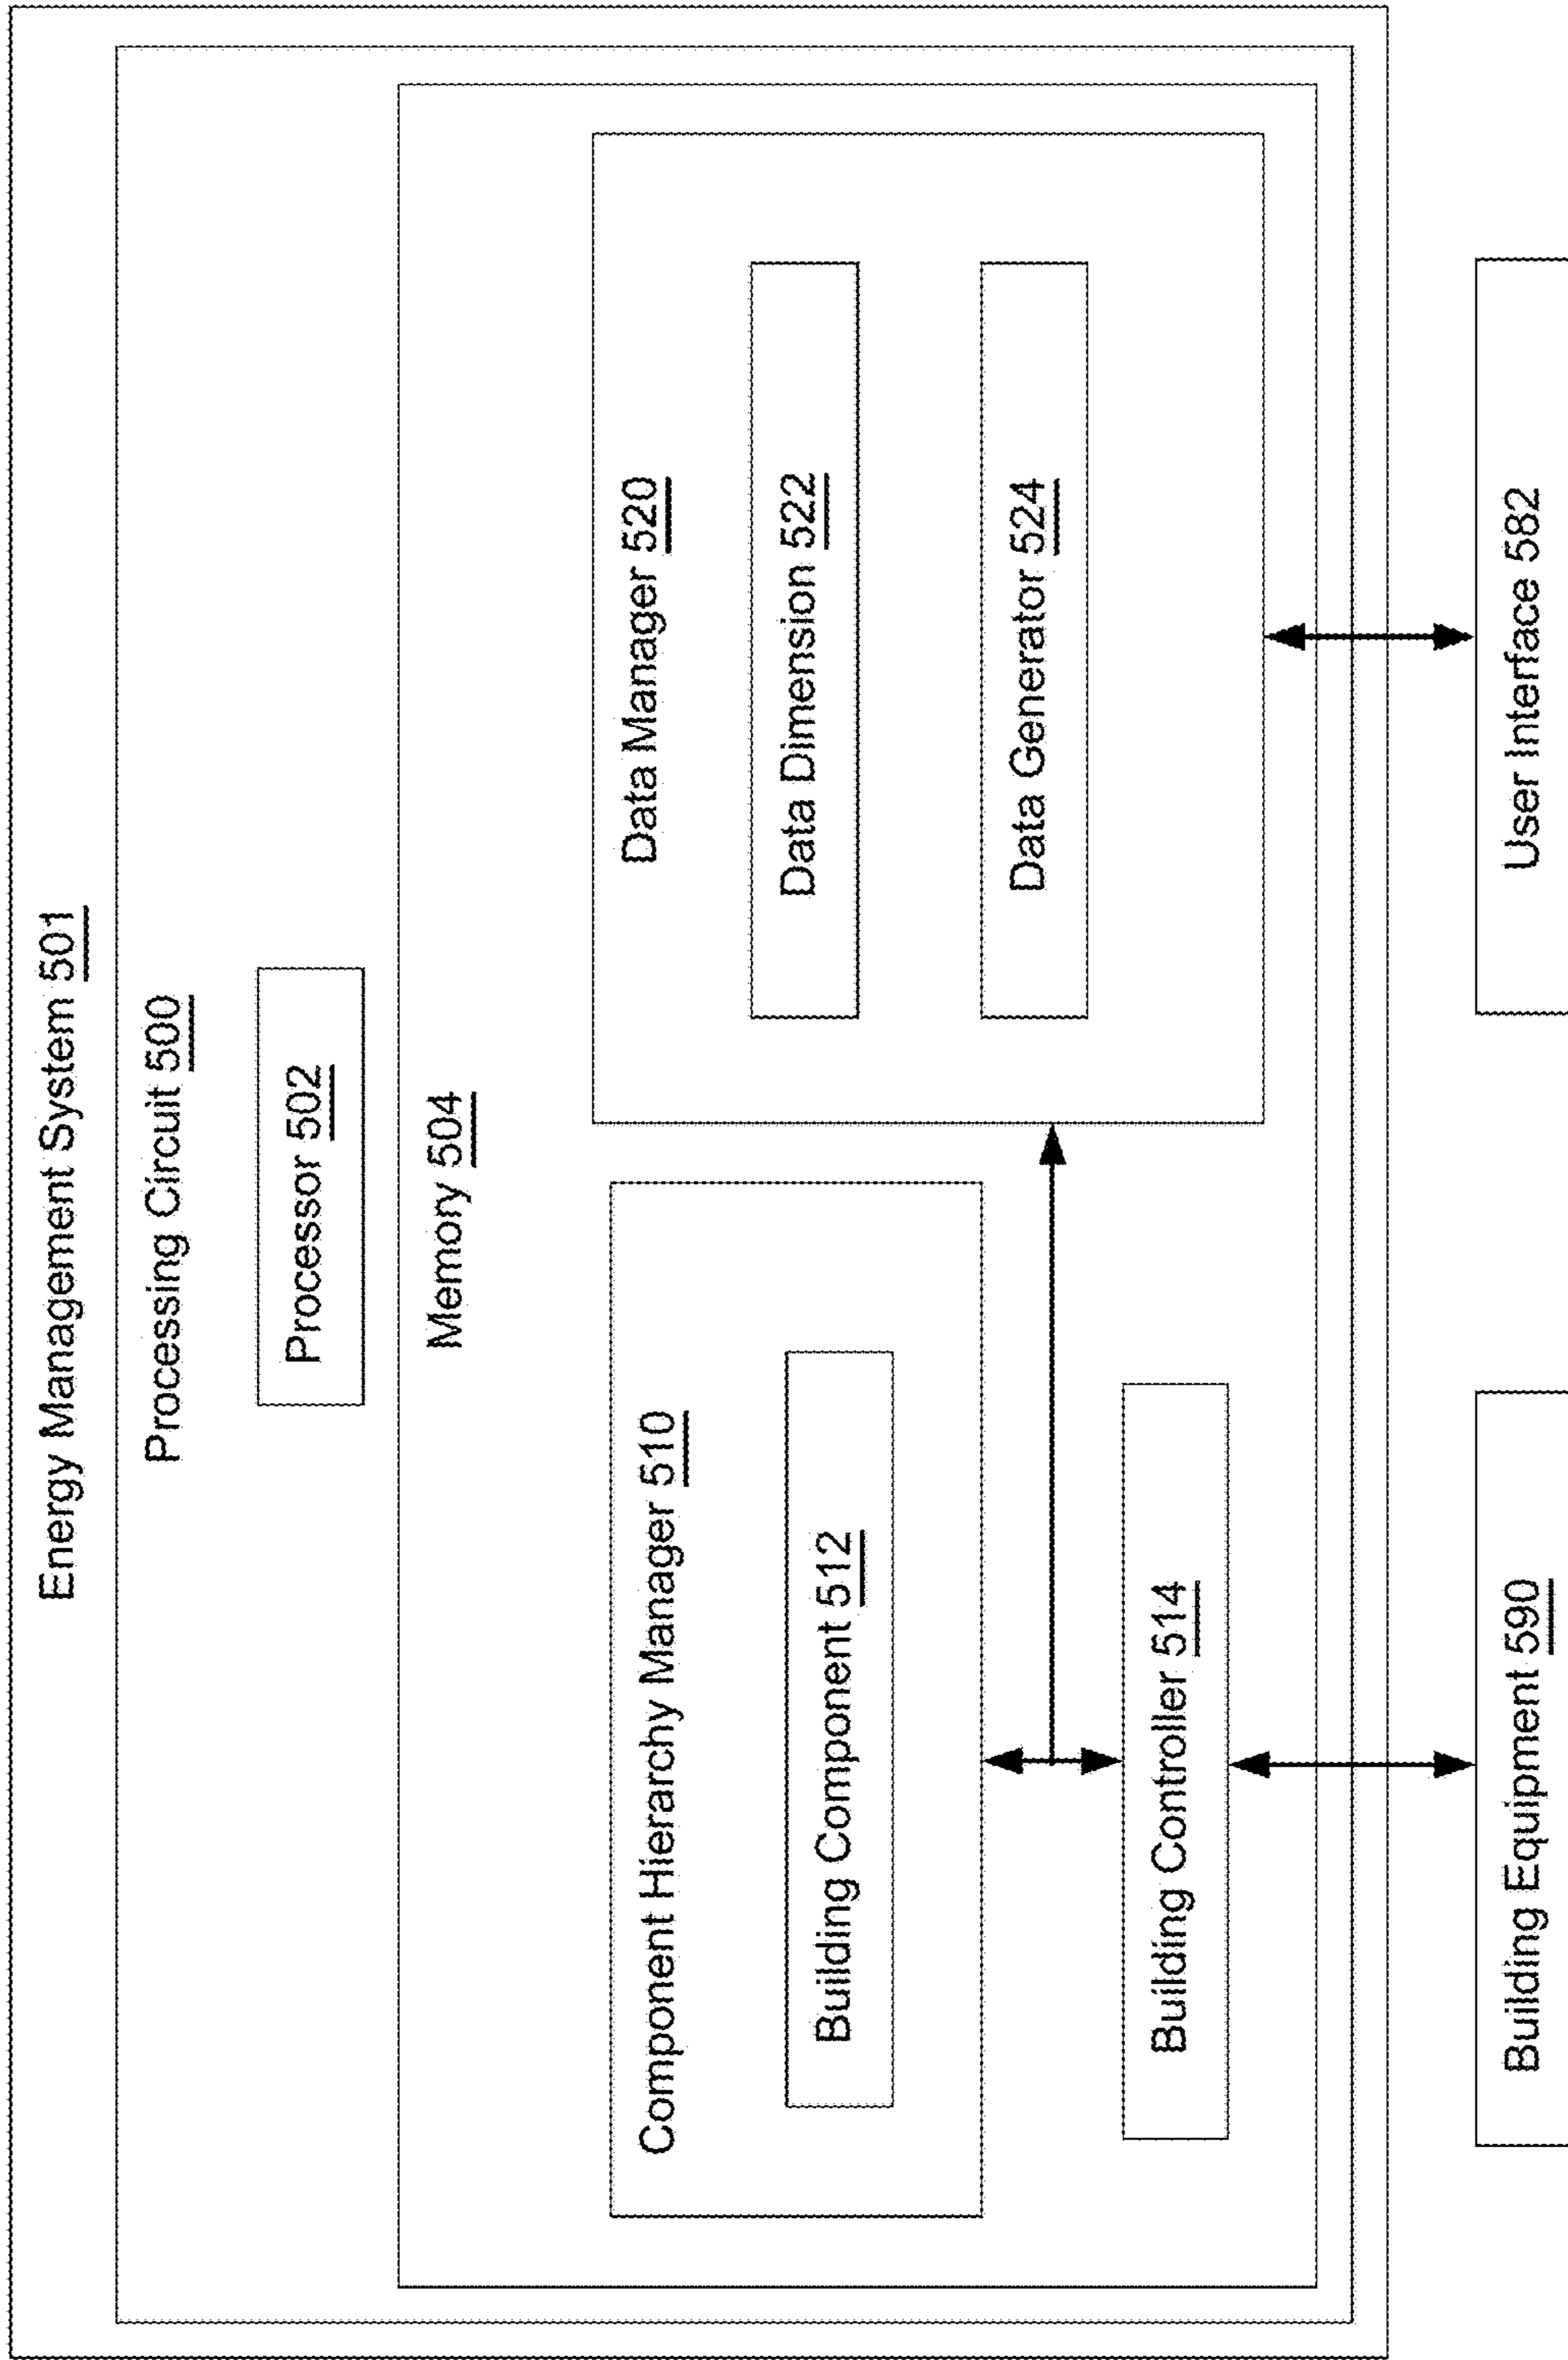 Energy Management System 501
Processing Circuit 500
Processor 502
Memory 504
Component Hierarchy Manager 510
Building Component 512
Building Controller 514
Data Manager 520
Data Dimension 522
Data Generator 524
Building Equipment 590
User Interface 582